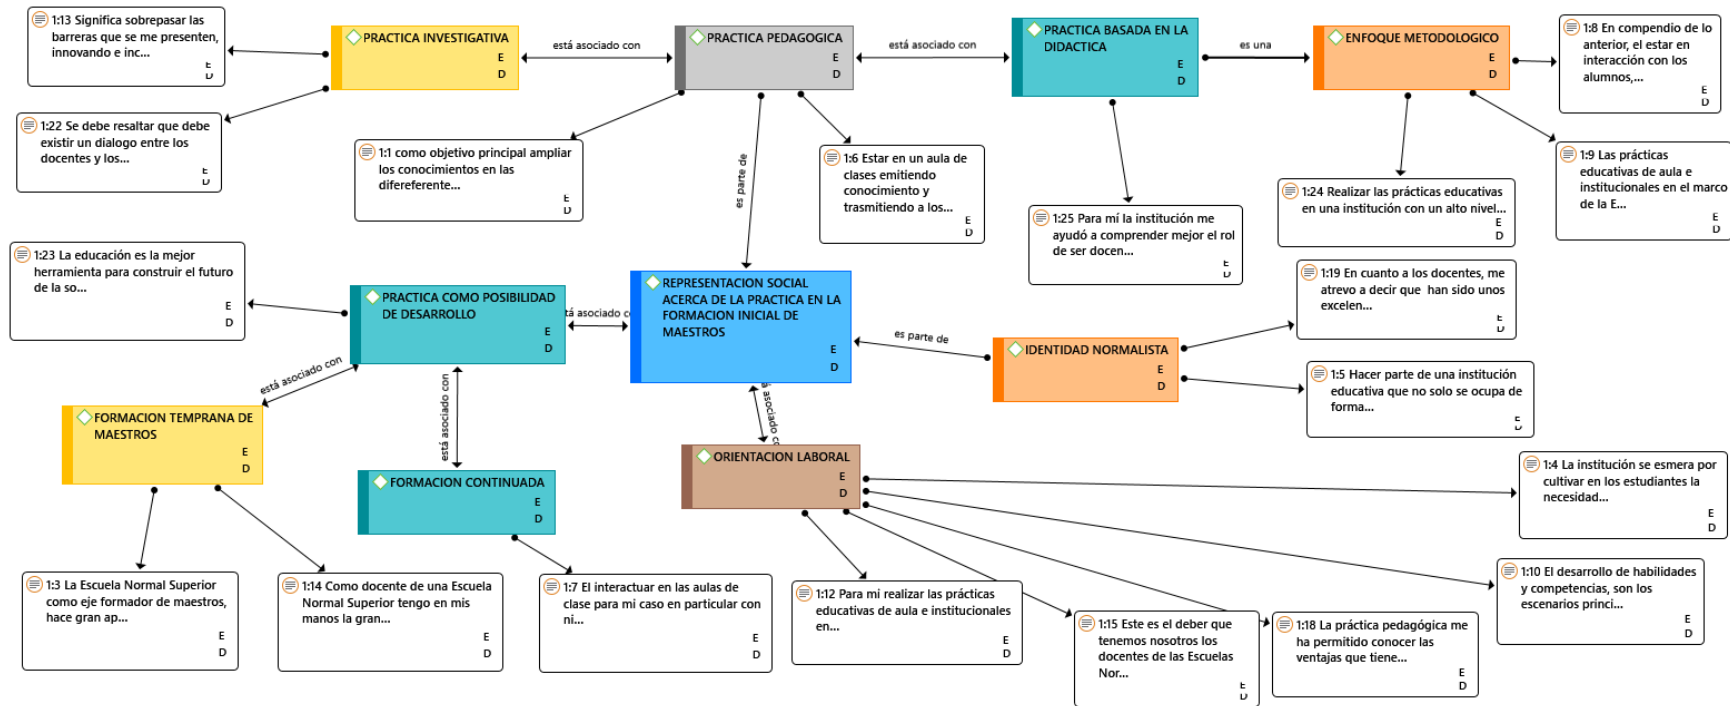 1:13 Significa sobrepasar las
barreras que se me presenten,
innovando e inc...
E
D
PRACTICA INVESTIGATIVA
E
D
está asociado con
PRACTICA PEDAGOGICA
E
D
está asociado con
PRACTICA BASADA EN LA
DIDACTICA
E
D
es una
ENFOQUE METODOLOGICO
E
D
1:8 En compendio de lo
anterior, el estar en
interacción con los
alumnos,...
E
D
1:22 Se debe resaltar que debe
existir un dialogo entre los
docentes y los...
E
D
1:1 como objetivo principal ampliar
los conocimientos en las
difereferente...
E
D
es parte de
1:6 Estar en un aula de
clases emitiendo
conocimiento y
trasmitiendo a los...
E
D
1:25 Para mí la institución me
ayudó a comprender mejor el rol
de ser docen...
E
D
1:24 Realizar las prácticas educativas
en una institución con un alto nivel...
E
D
1:9 Las prácticas
educativas de aula e
institucionales en el marco
de la E...
E
D
1:23 La educación es la mejor
herramienta para construir el futuro
de la so...
E
D
PRACTICA COMO POSIBILIDAD
DE DESARROLLO
E
D
tá asociado co
REPRESENTACION SOCIAL
ACERCA DE LA PRACTICA EN LA
FORMACION INICIAL DE
MAESTROS
E
D
es parte de
IDENTIDAD NORMALISTA
E
D
1:19 En cuanto a los docentes, me
atrevo a decir que han sido unos
excelen...
E
D
1:5 Hacer parte de una institución
educativa que no solo se ocupa de
forma...
E
D
está asociado con
FORMACION TEMPRANA DE
MAESTROS
E
D
está asociado con
FORMACION CONTINUADA
E
D
asociado co
ORIENTACION LABORAL
E
D
1:4 La institución se esmera por
cultivar en los estudiantes la
necesidad...
E
D
1:3 La Escuela Normal Superior
como eje formador de maestros,
hace gran ap...
E
D
1:14 Como docente de una Escuela
Normal Superior tengo en mis
manos la gran...
E
D
1:7 El interactuar en las aulas de
clase para mi caso en particular con
ni...
E
D
1:12 Para mi realizar las prácticas
educativas de aula e institucionales
en...
E
D
1:15 Este es el deber que
tenemos nosotros los
docentes de las Escuelas
Nor...
E
D
1:18 La práctica pedagógica me
ha permitido conocer las
ventajas que tiene...
E
D
1:10 El desarrollo de habilidades
y competencias, son los
escenarios princi...
E
D